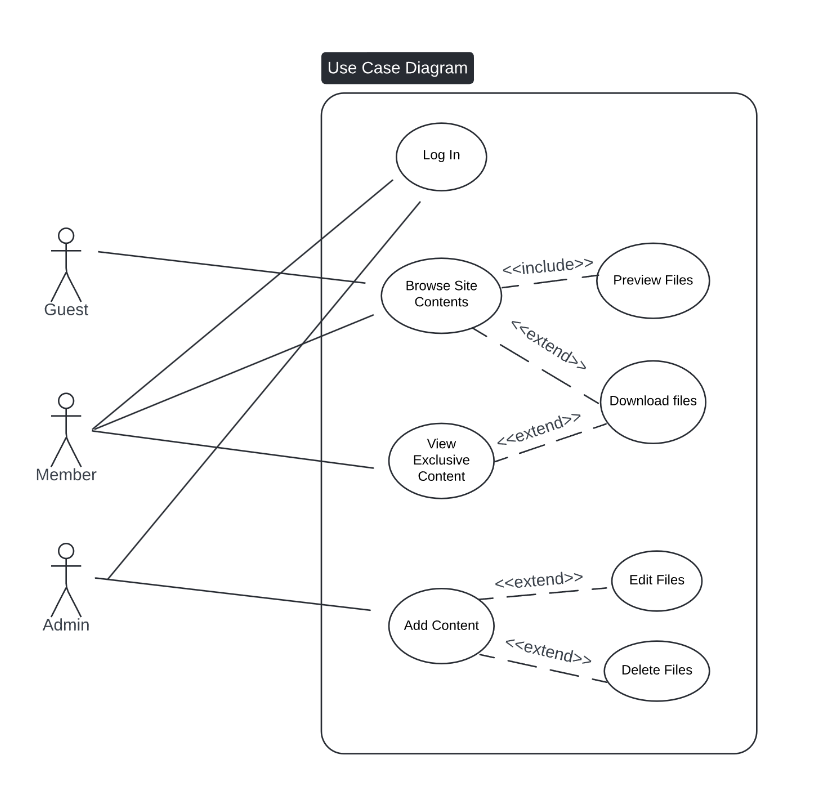 Use Case Diagram
Log In
Guest
Browse Site
Contents
<<include>>
Preview Files
<<extend>>
Download files
Member
View
Exclusive
Content
<<extend>>
Admin
Add Content
<<extend>>
Edit Files
<<extend>>
Delete Files